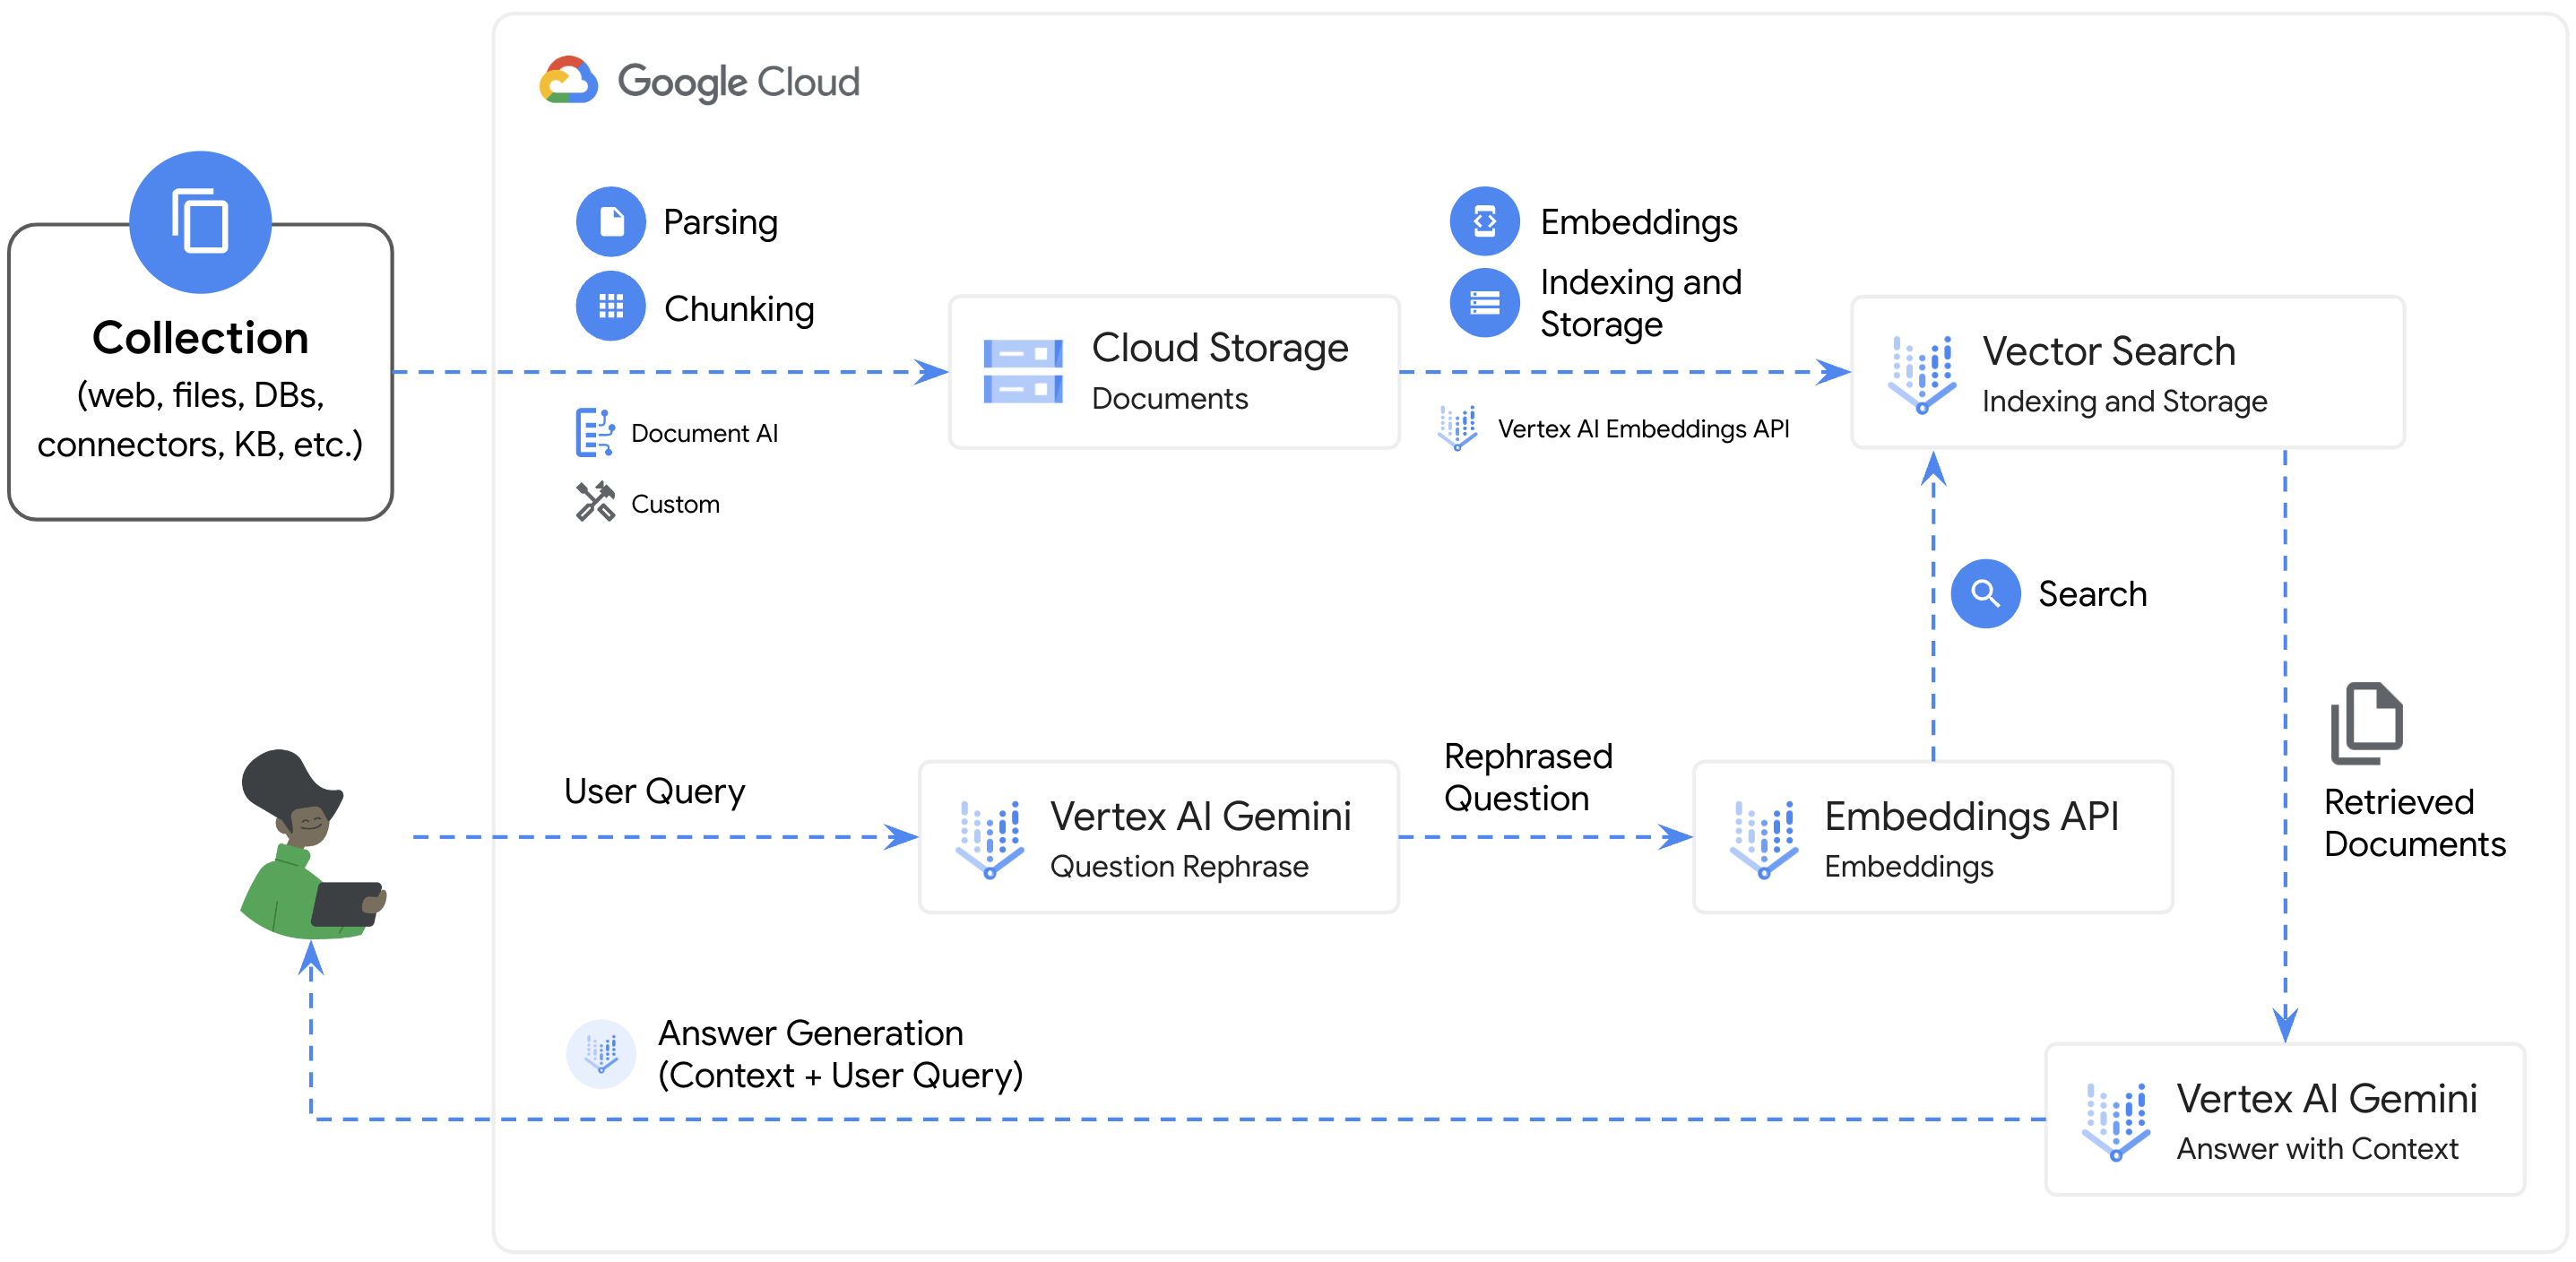 Google Cloud
Collection
(web, files, DBs,
connectors, KB, etc.)
Parsing
Chunking
Document AI
Custom
Cloud Storage
Documents
Embeddings
Indexing and
Storage
Vertex AI Embeddings API
Vector Search
Indexing and Storage
Search
User Query
Vertex AI Gemini
Question Rephrase
Rephrased
Question
Embeddings API
Embeddings
Retrieved
Documents
Answer Generation
(Context + User Query)
Vertex AI Gemini
Answer with Context